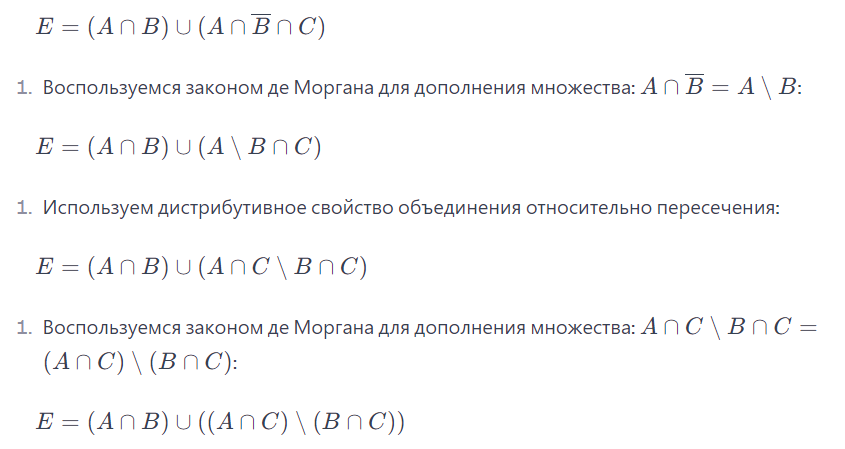 E = (A ∩ B) ∪ (A ∩ B̅ ∩ C)
1. Воспользуемся законом де Моргана для дополнения множества: A ∩ B̅ = A \ B:
E = (A ∩ B) ∪ (A \ B ∩ C)
1. Используем дистрибутивное свойство объединения относительно пересечения:
E = (A ∩ B) ∪ (A ∩ C \ B ∩ C)
1. Воспользуемся законом де Моргана для дополнения множества: A ∩ C \ B ∩ C =
(A ∩ C) \ (B ∩ C):
E = (A ∩ B) ∪ ((A ∩ C) \ (B ∩ C))